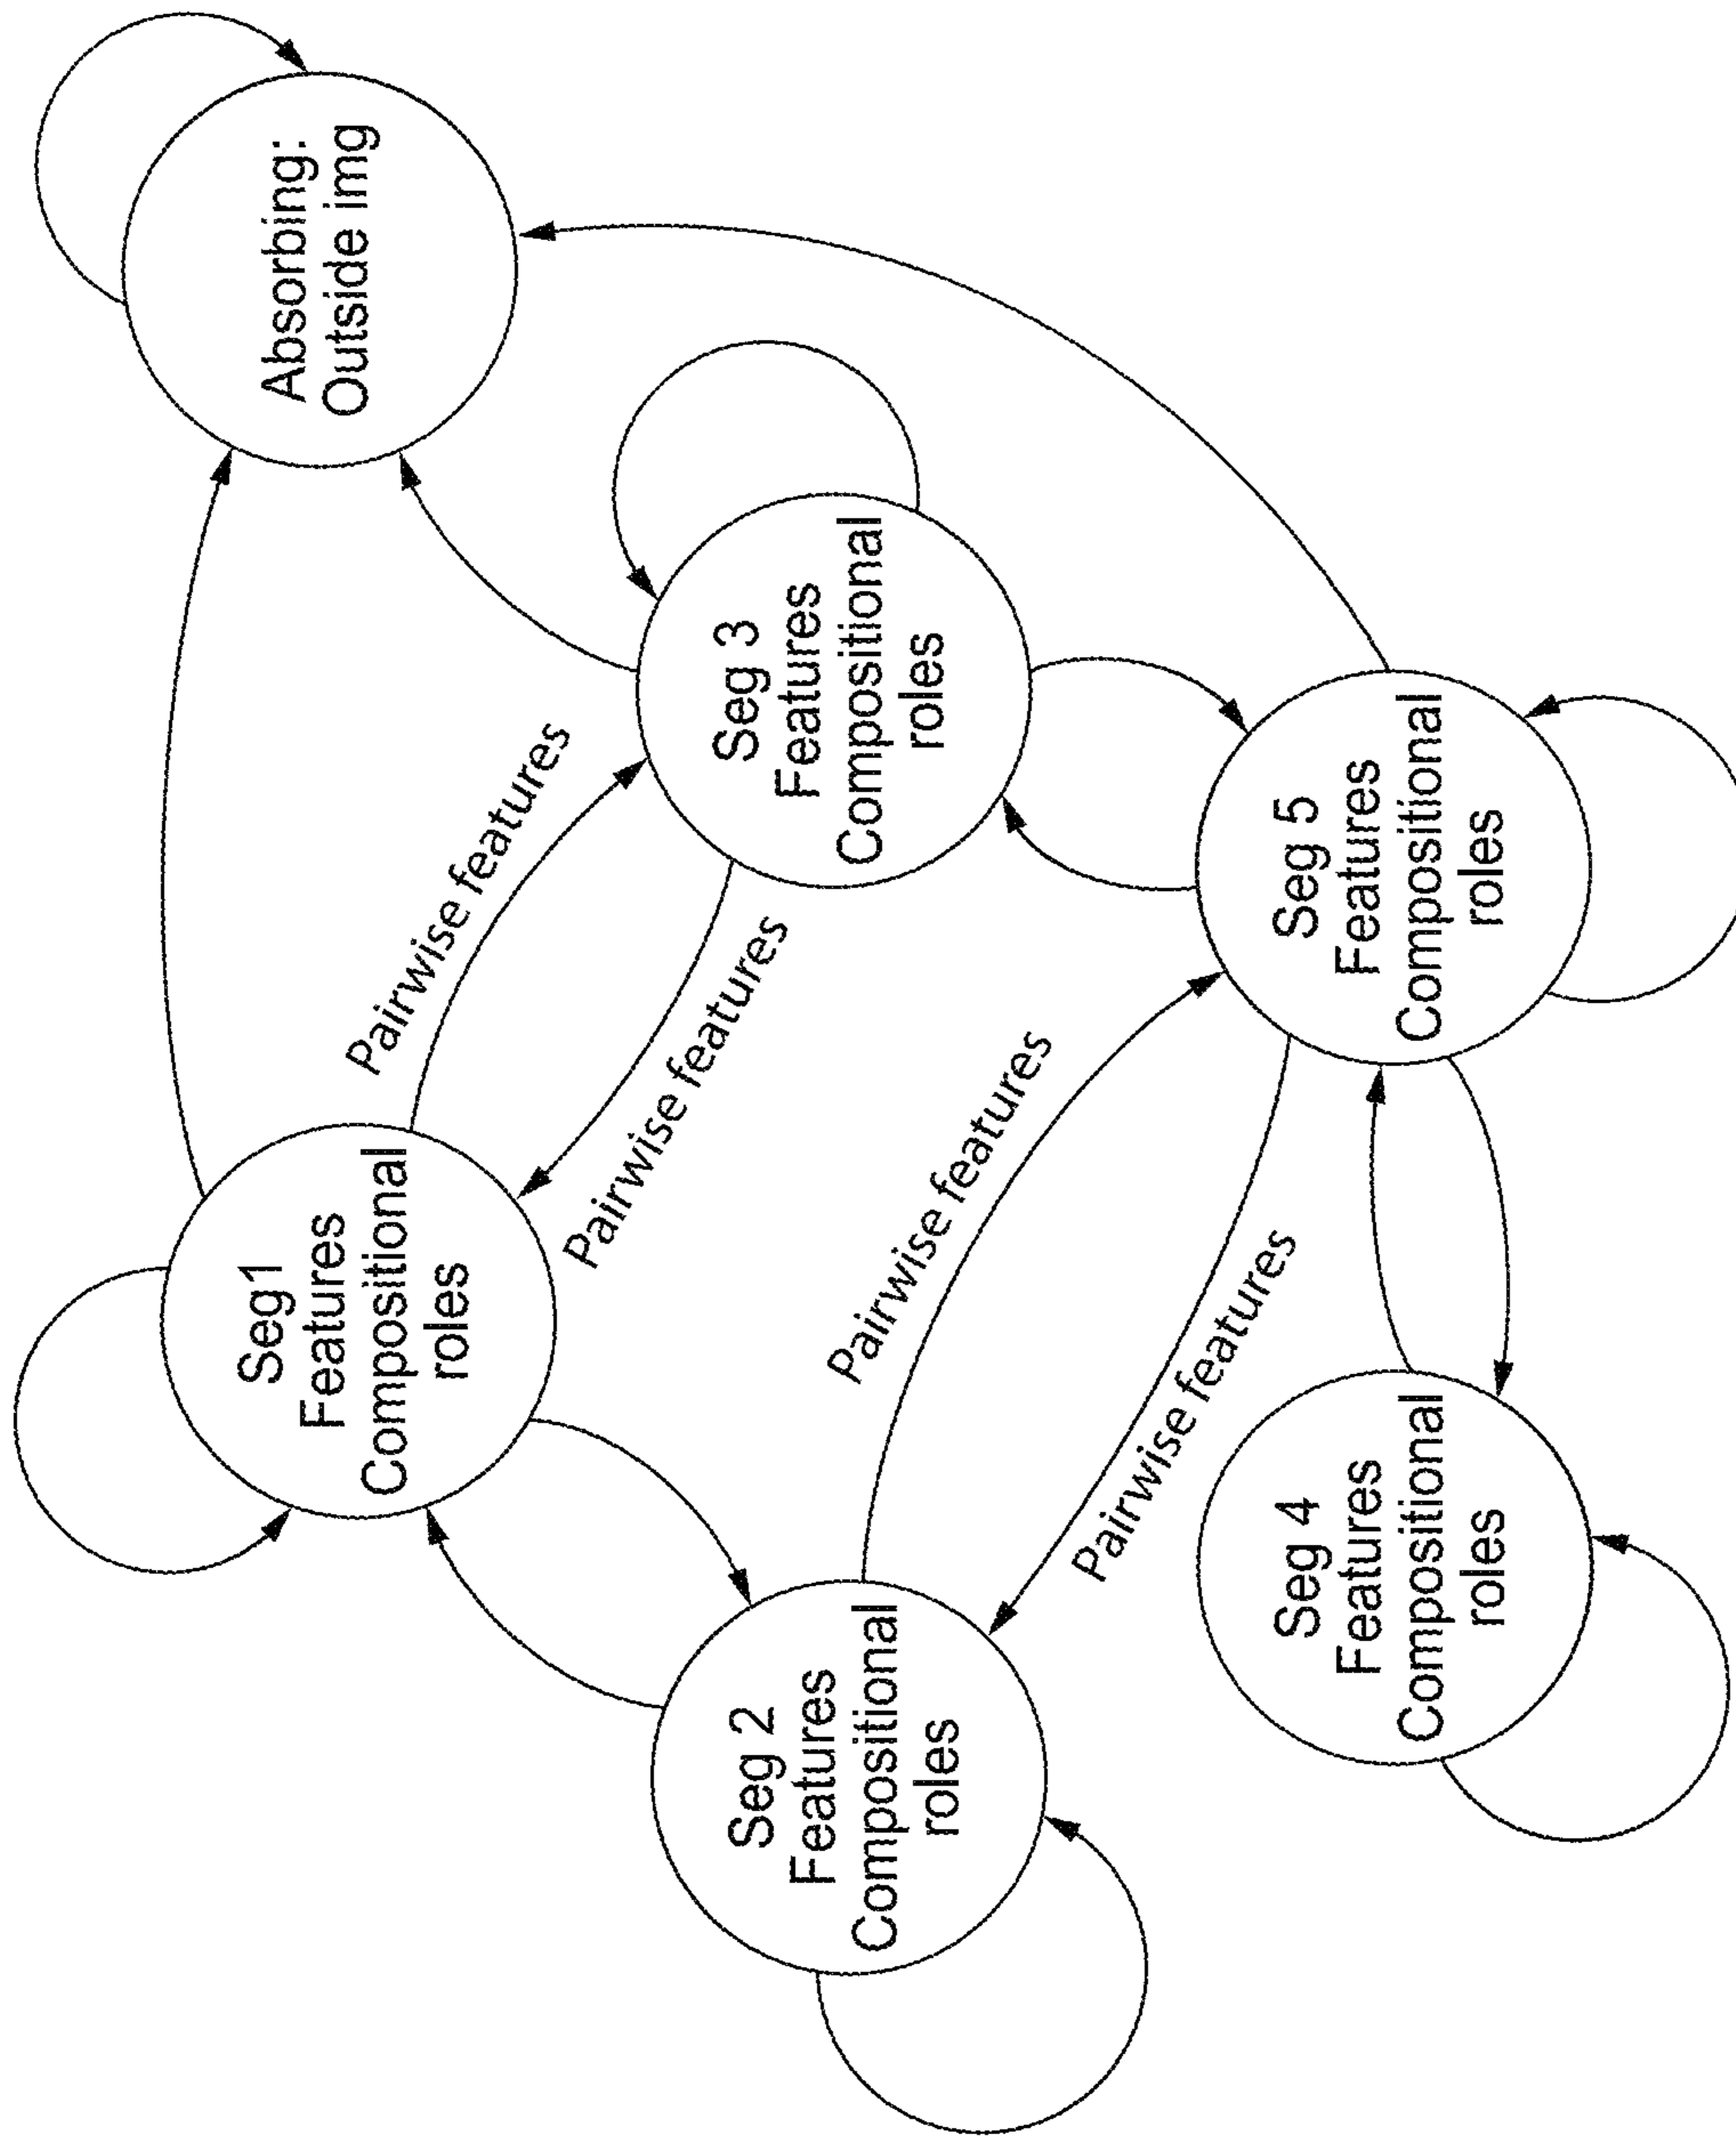 Seg1
Features
Compositional
roles
Absorbing:
Outside img
Pairwise features
Pairwise features
Seg 2
Features
Compositional
roles
Seg 3
Features
Compositional
roles
Pairwise features
Pairwise features
Seg 4
Features
Compositional
roles
Seg 5
Features
Compositional
roles